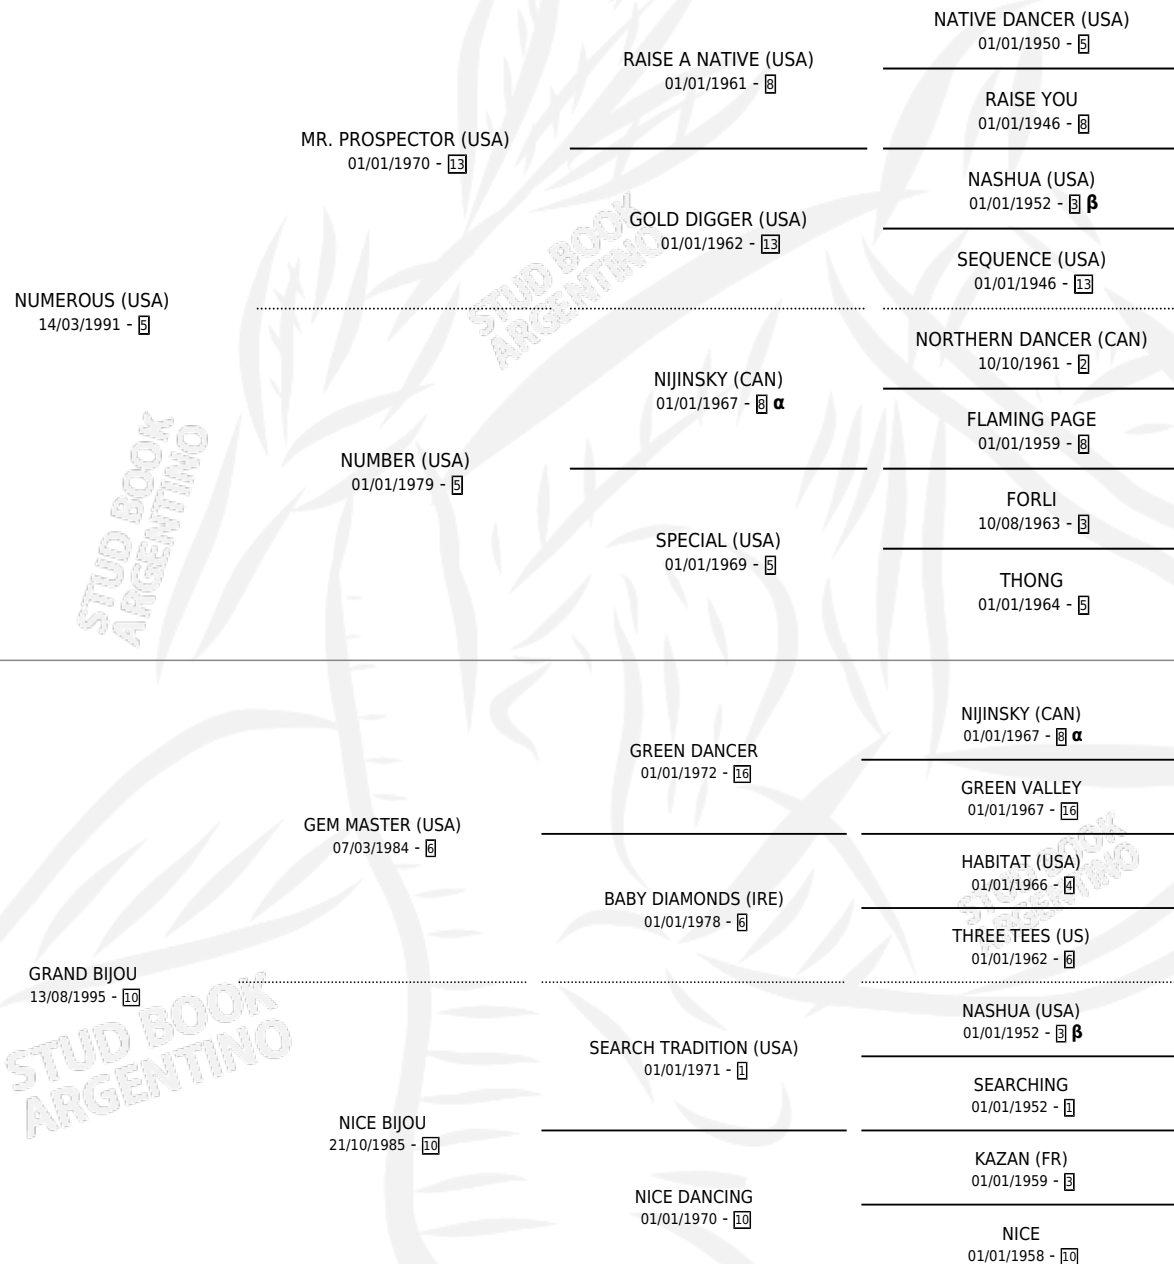 NATIVE DANCER (USA)
01/01/1950 - 5
RAISE A NATIVE (USA)
01/01/1961 - 8
RAISE YOU
01/01/1946 - 8
MR. PROSPECTOR (USA)
01/01/1970 - 13
NASHUA (USA)
01/01/1952 - 3 β
GOLD DIGGER (USA)
01/01/1962 - 13
SEQUENCE (USA)
01/01/1946 - 13
NUMEROUS (USA)
14/03/1991 - 5
NORTHERN DANCER (CAN)
10/10/1961 - 2
NIJINSKY (CAN)
01/01/1967 - 8 α
FLAMING PAGE
01/01/1959 - 8
NUMBER (USA)
01/01/1979 - 5
FORLI
10/08/1963 - 3
SPECIAL (USA)
01/01/1969 - 5
THONG
01/01/1964 - 5
NIJINSKY (CAN)
01/01/1967 - 8 α
GREEN DANCER
01/01/1972 - 16
GREEN VALLEY
01/01/1967 - 16
GEM MASTER (USA)
07/03/1984 - 6
HABITAT (USA)
01/01/1966 - 4
BABY DIAMONDS (IRE)
01/01/1978 - 6
THREE TEES (US)
01/01/1962 - 6
GRAND BIJOU
13/08/1995 - 10
NASHUA (USA)
01/01/1952 - 3 β
SEARCH TRADITION (USA)
01/01/1971 - 1
SEARCHING
01/01/1952 - 1
NICE BIJOU
21/10/1985 - 10
KAZAN (FR)
01/01/1959 - 3
NICE DANCING
01/01/1970 - 10
NICE
01/01/1958 - 10
STUD BOOK
ARGENTINO
STUD BOOK
ARGENTINO
STUD BOOK
ARGENTINO
STUD BOOK
ARGENTINO